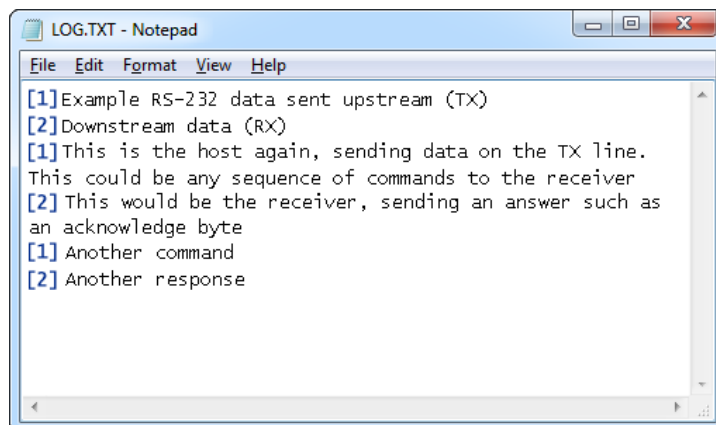 LOG.TXT - Notepad
File Edit Format View Help
[1]Example RS-232 data sent upstream (TX)
[2]Downstream data (RX)
[1]This is the host again, sending data on the TX line.
This could be any sequence of commands to the receiver
[2] This would be the receiver, sending an answer such as
an acknowledge byte
[1] Another command
[2] Another response